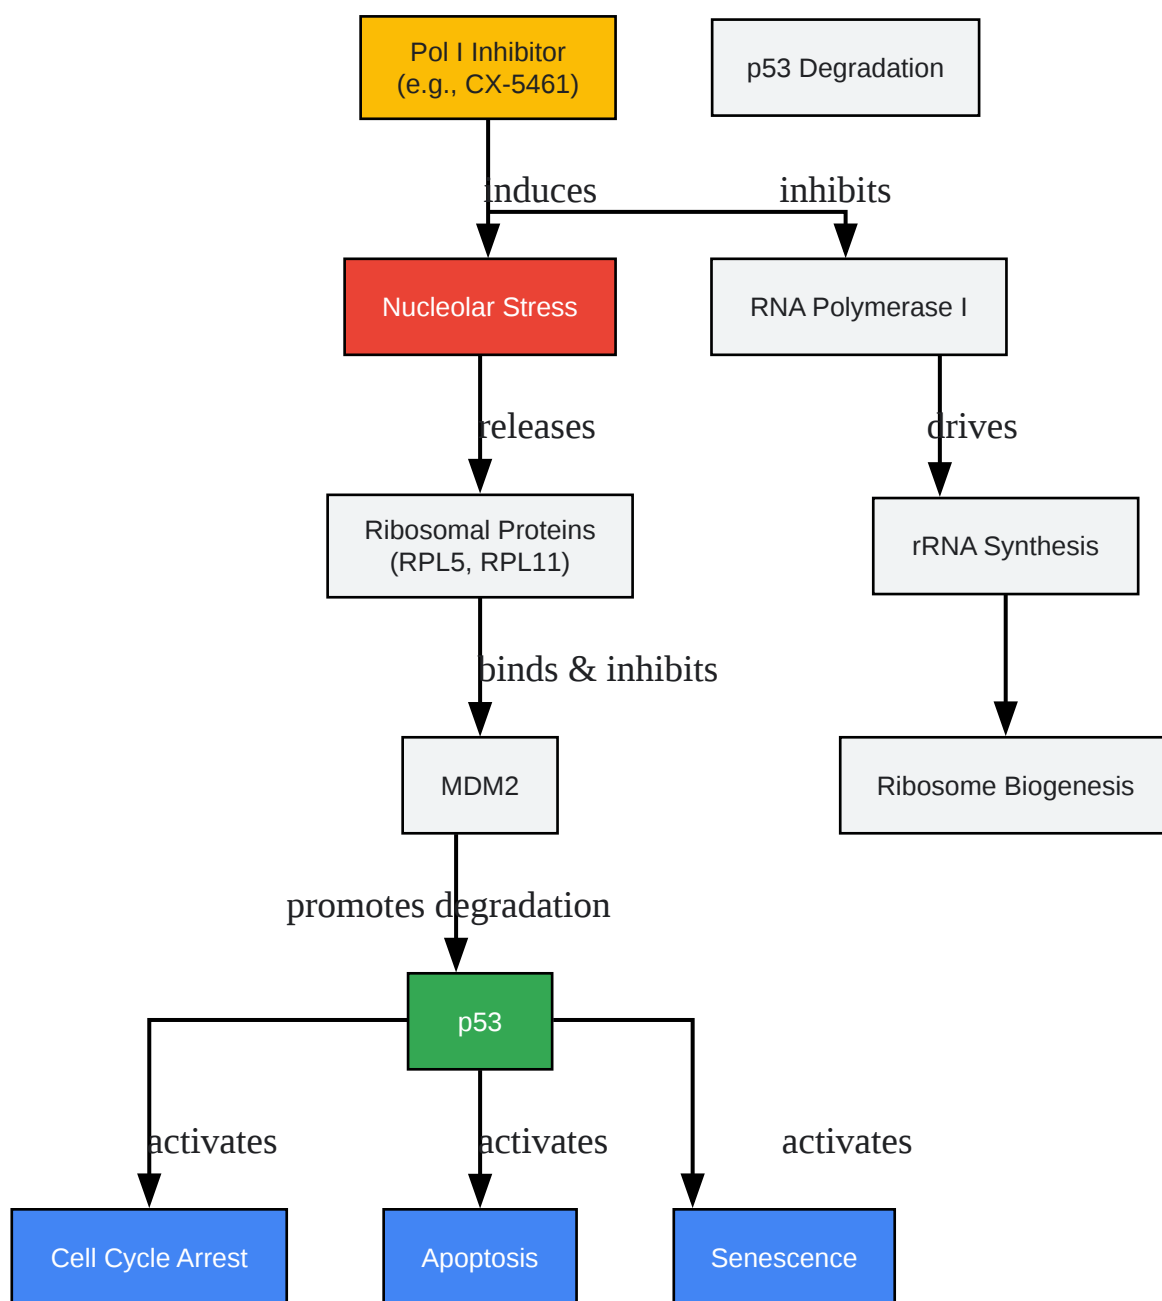 Pol I Inhibitor
(e.g., CX-5461)
p53 Degradation
induces
inhibits
Nucleolar Stress
RNA Polymerase I
releases
drives
Ribosomal Proteins
(RPL5, RPL11)
rRNA Synthesis
binds & inhibits
MDM2
Ribosome Biogenesis
promotes degradation
p53
activates
activates
activates
Cell Cycle Arrest
Apoptosis
Senescence